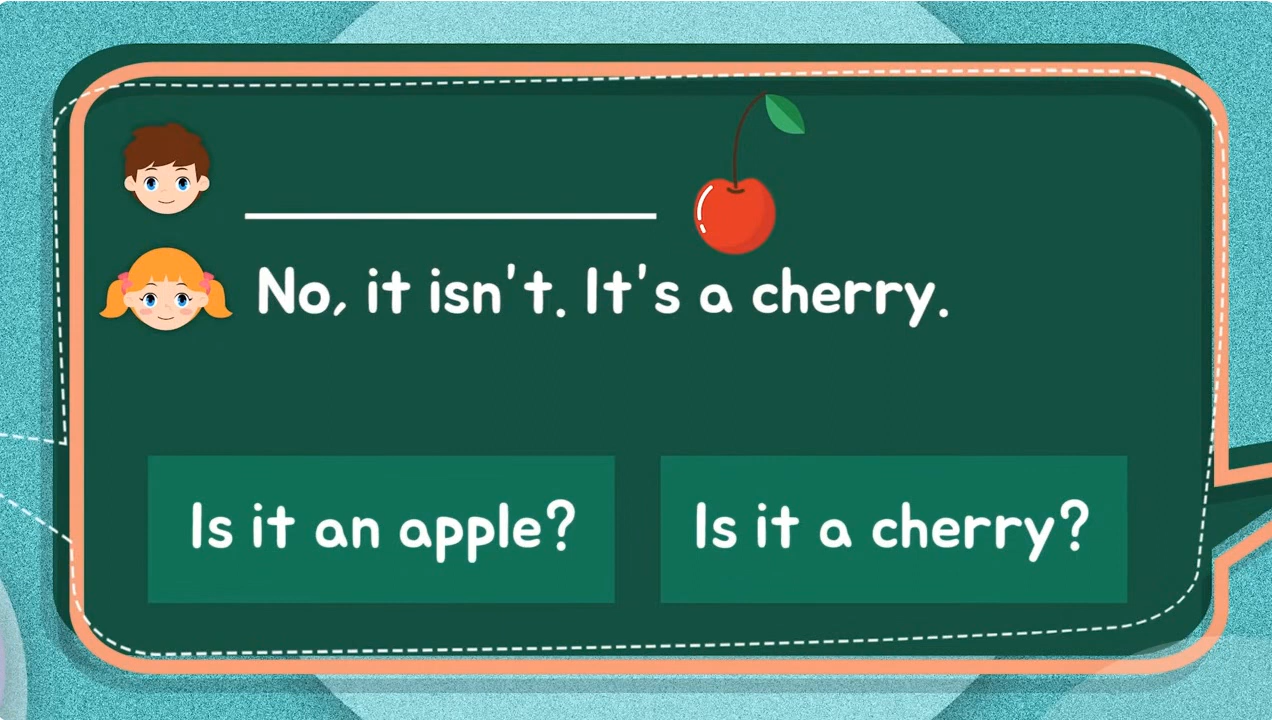 No, it isn't. It's a cherry.
Is it an apple?
Is it a cherry?